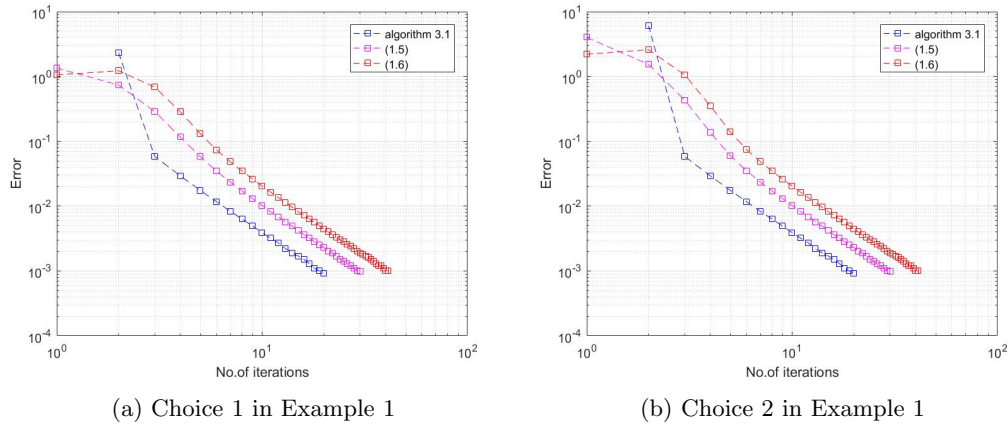 10^1
10^0
10^-1
10^-2
10^-3
10^-4
Error
10^0
10^1
10^2
No.of iterations
algorithm 3.1
(1.5)
(1.6)
(a) Choice 1 in Example 1
10^1
10^0
10^-1
10^-2
10^-3
10^-4
Error
10^0
10^1
10^2
No.of iterations
algorithm 3.1
(1.5)
(1.6)
(b) Choice 2 in Example 1